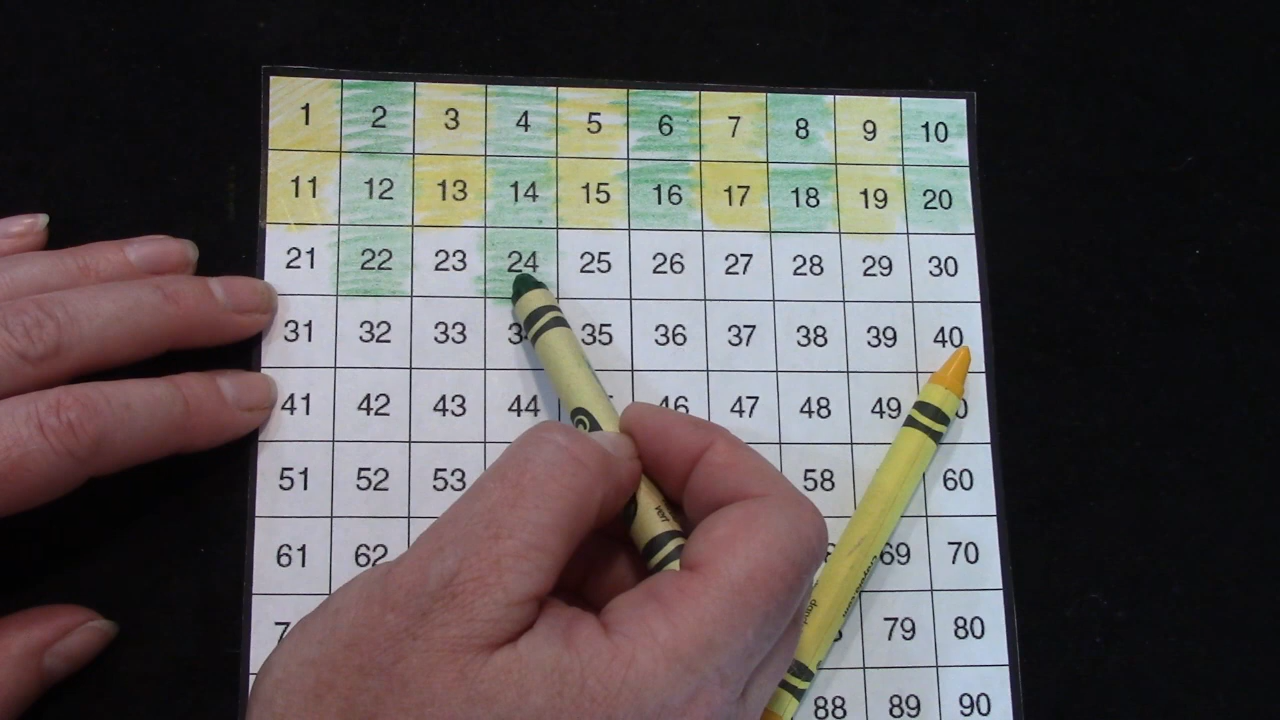 1 2 3 4 5 6 7 8 9 10
11 12 13 14 15 16 17 18 19 20
21 22 23 24 25 26 27 28 29 30
31 32 33 35 36 37 38 39 40
41 42 43 44 46 47 48 49
51 52 53 58 60
61 62 69 70
79 80
88 89 90
vert